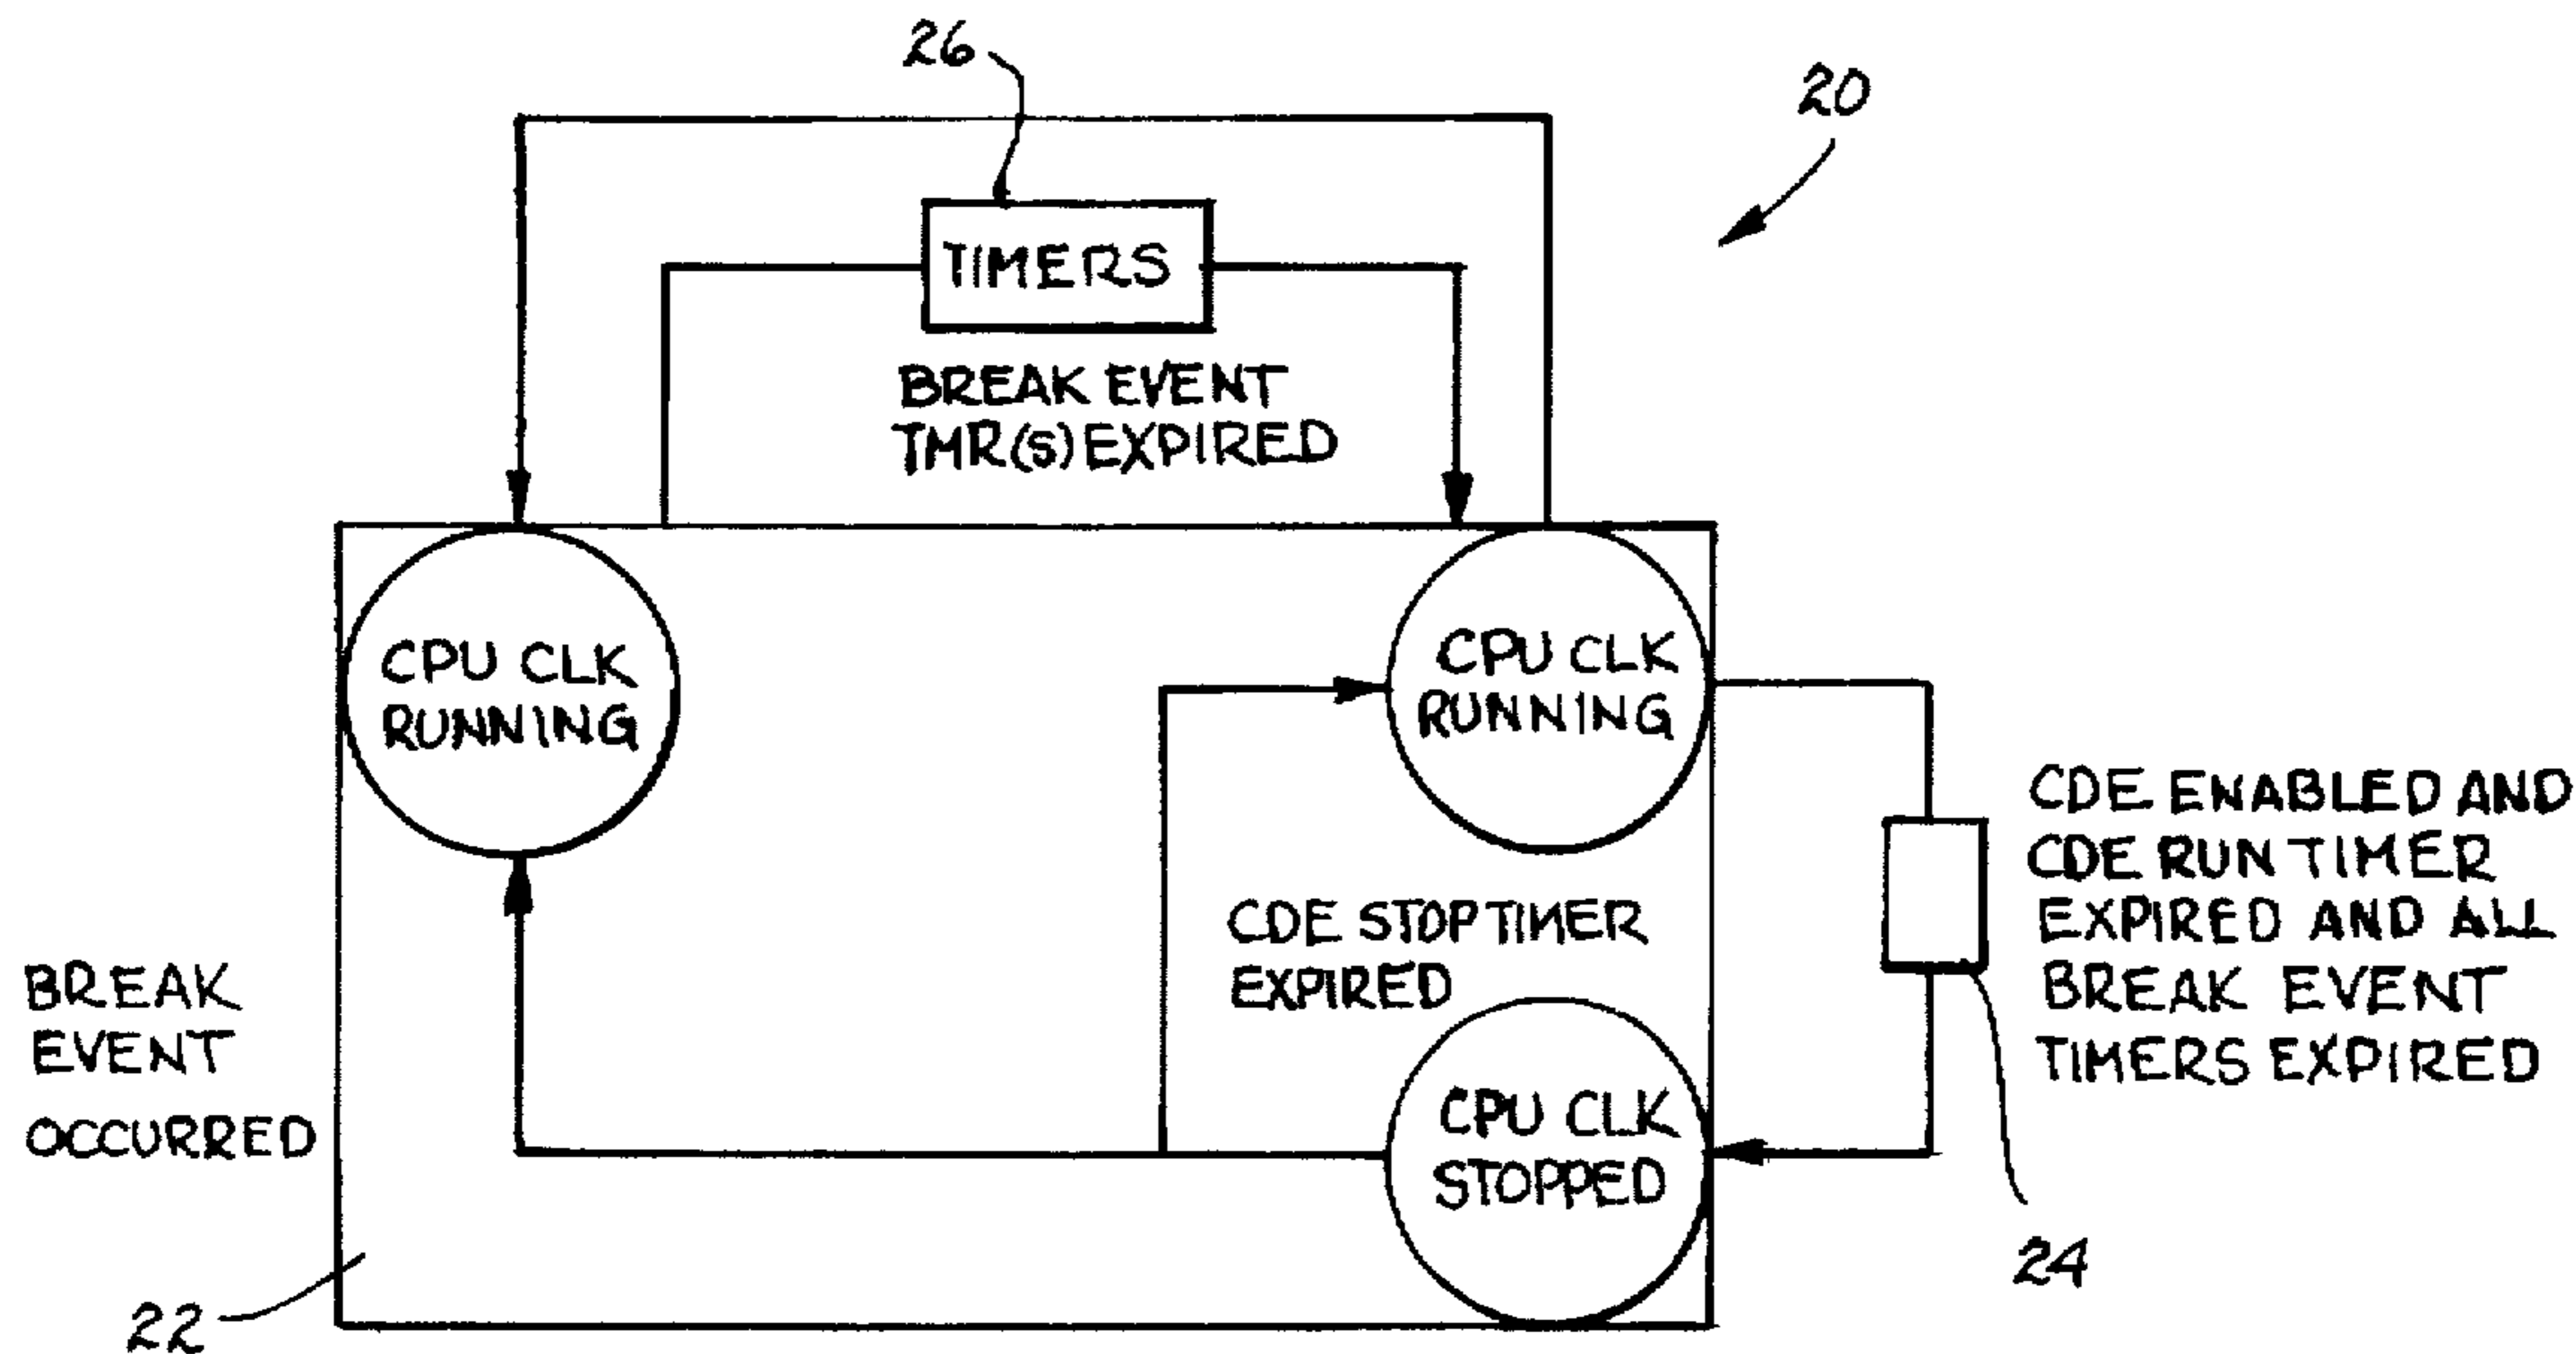 26
20
TIMERS
BREAK EVENT
TMR(S) EXPIRED
CPU CLK
RUNNING
CPU CLK
RUNNING
CDE ENABLED AND
CDE RUN TIMER
EXPIRED AND ALL
BREAK EVENT
TIMERS EXPIRED
CDE STOP TIMER
EXPIRED
BREAK
EVENT
OCCURRED
CPU CLK
STOPPED
24
22